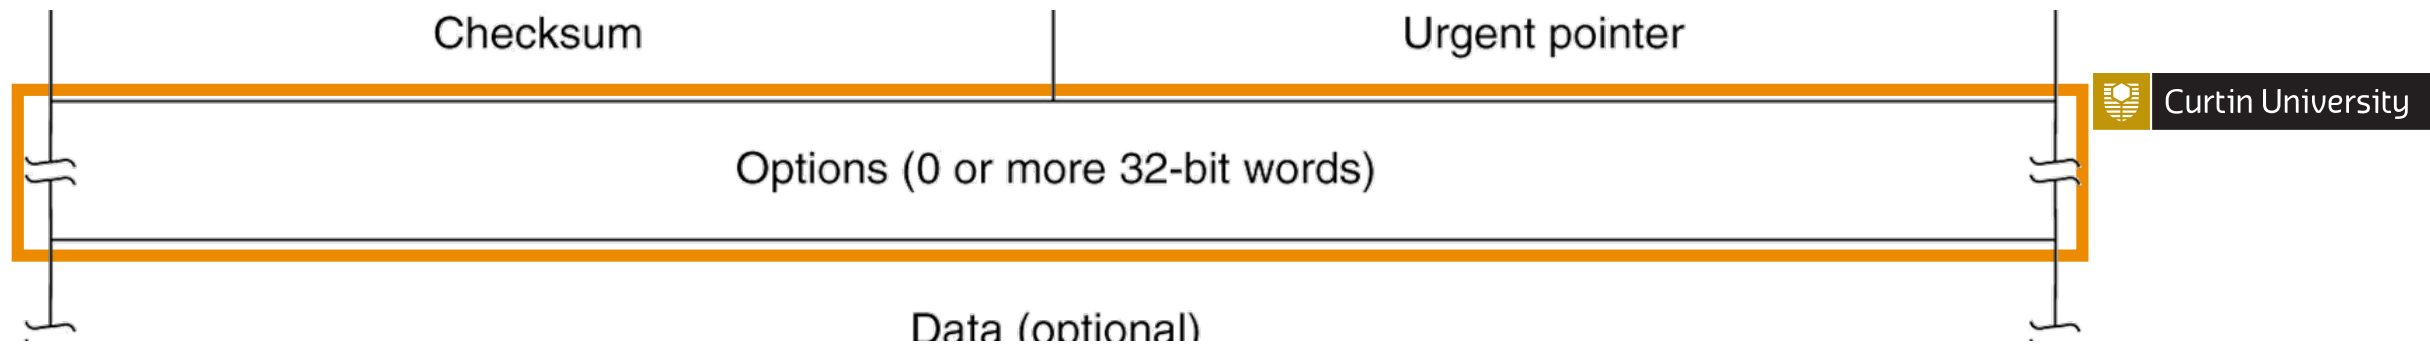 Checksum
Urgent pointer
Curtin University
Options (0 or more 32-bit words)
Data (optional)